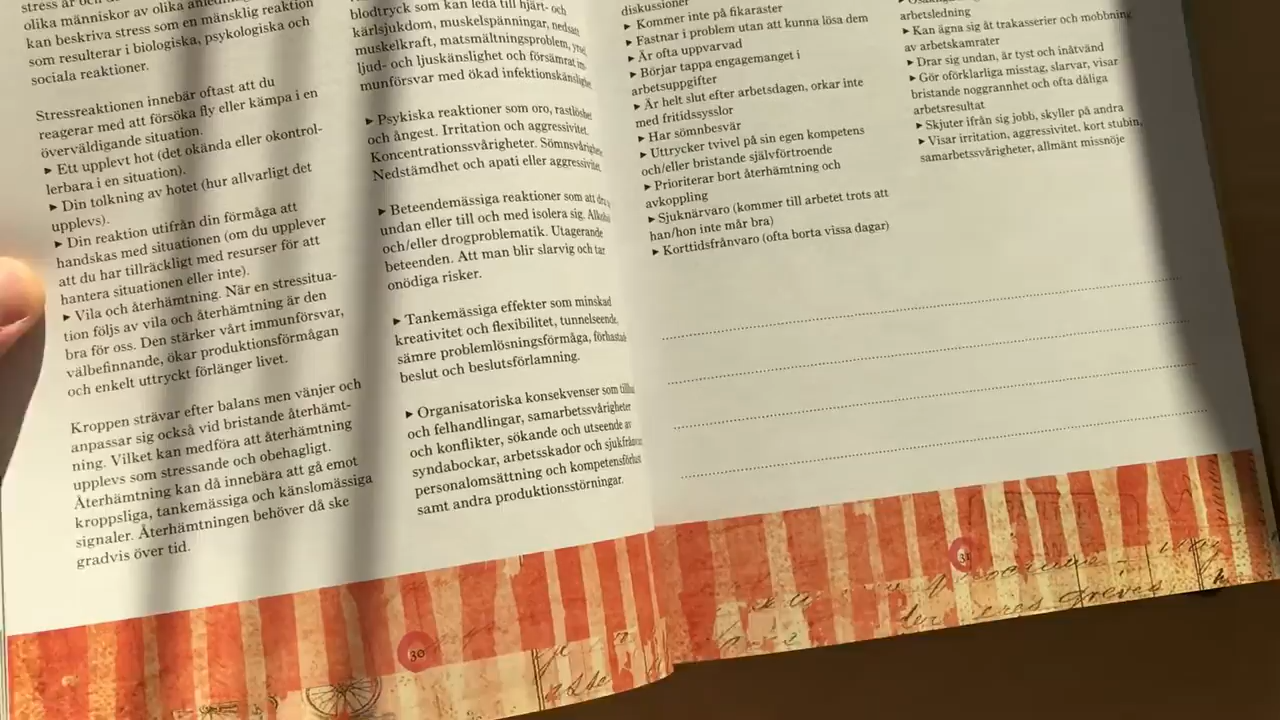 olika människor av olika
kan beskriva stress som en mänsklig reaktion
som resulterar i biologiska, psykologiska och
sociala reaktioner.
Stressreaktionen innebär oftast att du
reagerar med att försöka fly eller kämpa i en
överväldigande situation.
▸ Ett upplevt hot (det okända eller okontrol-
lerbara i en situation).
▸ Din tolkning av hotet (hur allvarligt det
upplevs).
▸ Din reaktion utifrån din förmåga att
handskas med situationen (om du upplever
att du har tillräckligt med resurser för att
hantera situationen eller inte).
▸ Vila och återhämtning. När en stressitua-
tion följs av vila och återhämtning är den
bra för oss. Den stärker vårt immunförsvar,
välbefinnande, ökar produktionsförmågan
och enkelt uttryckt förlänger livet.
Kroppen strävar efter balans men vänjer och
anpassar sig också vid bristande återhämt-
ning. Vilket kan medföra att återhämtning
upplevs som stressande och obehagligt.
Återhämtning kan då innebära att gå emot
kroppsliga, tankemässiga och känslomässiga
signaler. Återhämtningen behöver då ske
gradvis över tid.
blodtryck som kan leda till hjärt- och
kärlsjukdom, muskelspänningar, nedsatt
muskelkraft, matsmältningsproblem,
ljud- och ljuskänslighet och försämrat
munförsvar med ökad infektionskänslighet.
▸ Psykiska reaktioner som oro, rastlöshet
och ångest. Irritation och aggressivitet.
Koncentrationssvårigheter. Sömnsvårigheter
Nedstämdhet och apati eller aggressivitet.
▸ Beteendemässiga reaktioner som att
undan eller till och med isolera sig.
och/eller drogproblematik. Utagerande
beteenden. Att man blir slarvig och tar
onödiga risker.
▸ Tankemässiga effekter som minskad
kreativitet och flexibilitet, tunnelseende,
sämre problemlösningsförmåga, förhastade
beslut och beslutsförlamning.
▸ Organisatoriska konsekvenser som
och felhandlingar, samarbetssvårigheter
och konflikter, sökande och utseende av
syndabockar, arbetsskador och sjukfrånvaro
personalomsättning och kompetensförlust
samt andra produktionsstörningar.
30
diskussioner
▸ Kommer inte på fikaraster
▸ Fastnar i problem utan att kunna lösa dem
▸ Är ofta uppvarvad
▸ Börjar tappa engagemanget i
arbetsuppgifter
▸ Är helt slut efter arbetsdagen, orkar inte
med fritidssysslor
▸ Har sömnbesvär
▸ Uttrycker tvivel på sin egen kompetens
och/eller bristande självförtroende
▸ Prioriterar bort återhämtning och
avkoppling
▸ Sjuknärvaro (kommer till arbetet trots att
han/hon inte mår bra)
▸ Korttidsfrånvaro (ofta borta vissa dagar)
arbetsledning
▸ Kan ägna sig åt trakasserier och mobbning
av arbetskamrater
▸ Drar sig undan, är tyst och inåtvänd
▸ Gör oförklarliga misstag, slarvar, visar
bristande noggrannhet och ofta dåliga
arbetsresultat
▸ Skjuter ifrån sig jobb, skyller på andra
▸ Visar irritation, aggressivitet, kort stubin,
samarbetssvårigheter, allmänt missnöje
31